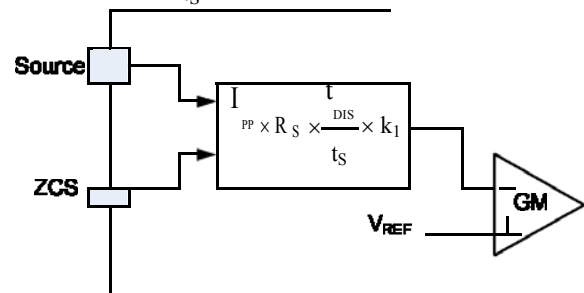 Source
I PP × R S × t DIS / t S × k 1
ZCS
GM
V REF